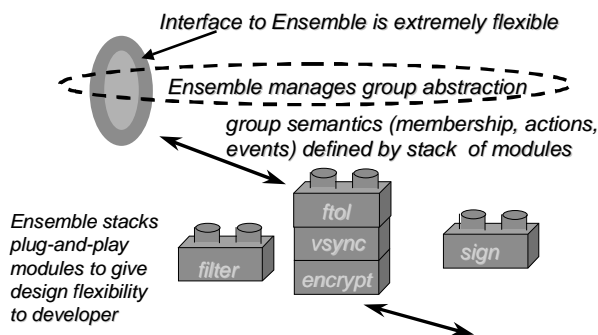 Interface to Ensemble is extremely flexible
Ensemble manages group abstraction
group semantics (membership, actions,
events) defined by stack of modules
ftol
vsync
encrypt
filter
sign
Ensemble stacks
plug-and-play
modules to give
design flexibility
to developer